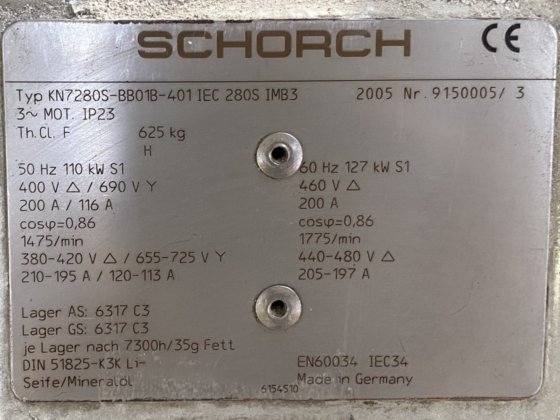 SCHORCH CE
Typ KN7280S-BB01B-401 IEC 280S IMB3 2005 Nr. 9150005/ 3
3~ MOT. IP23
Th.Cl. F 625 kg
H
50 Hz 110 kW S1 60 Hz 127 kW S1
400 V △ / 690 V Y 460 V △
200 A / 116 A 200 A
cosφ=0,86 cosφ=0,86
1475/min 1775/min
380-420 V △ / 655-725 V Y 440-480 V △
210-195 A / 120-113 A 205-197 A
Lager AS: 6317 C3
Lager GS: 6317 C3
je Lager nach 7300h/35g Fett
DIN 51825-K3K Li- EN60034 IEC34
Seife/Mineralöl 6154510 Made in Germany